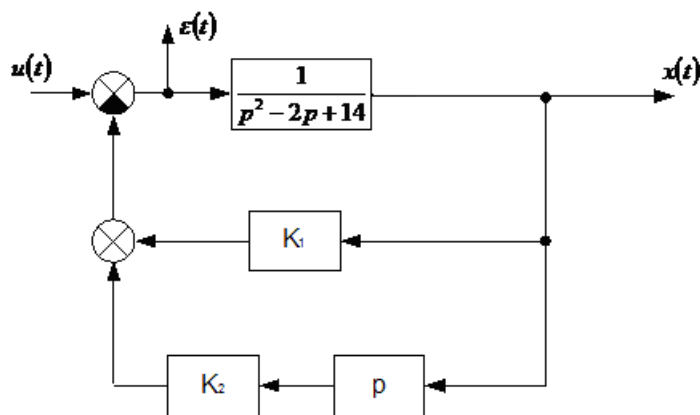 ε(t)
u(t)
x(t)
1
p² − 2p + 14
K₁
K₂
p